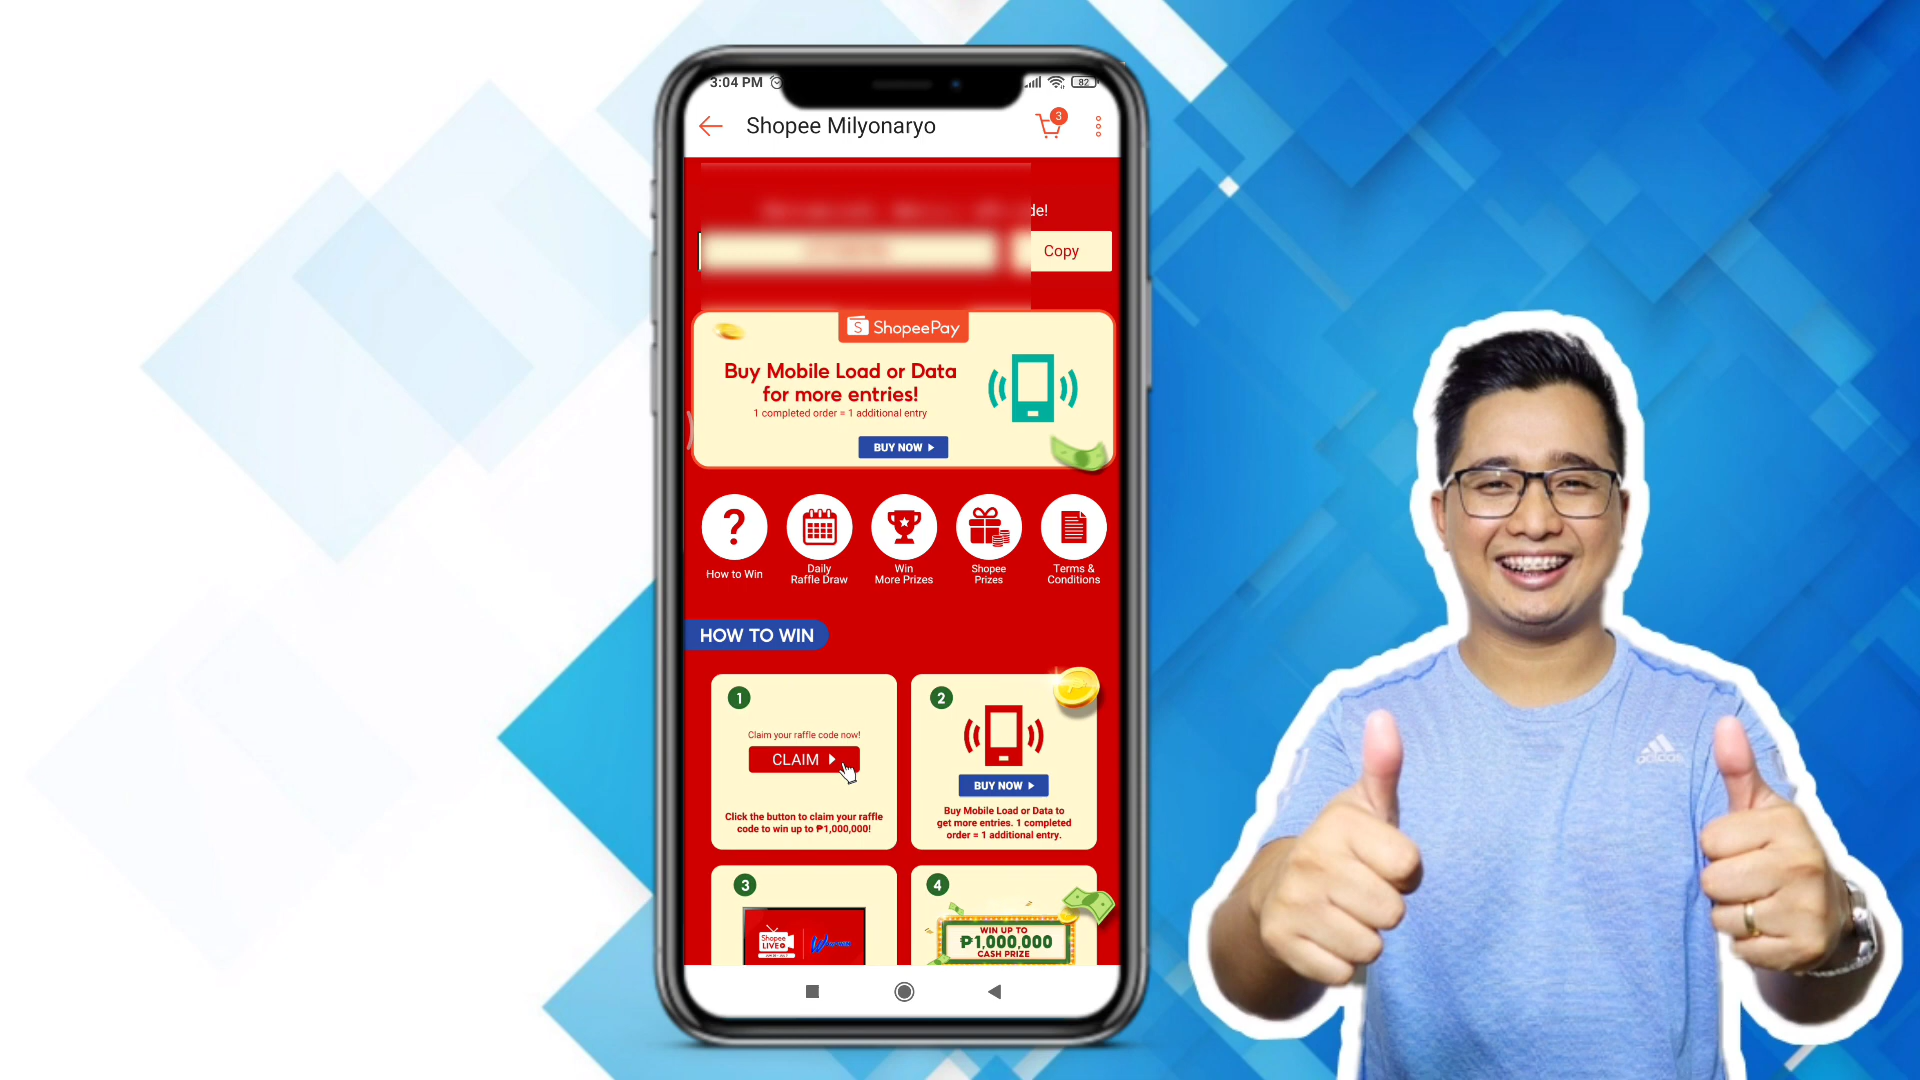 3:04 PM
82
Shopee Milyonaryo
3
de!
Copy
S ShopeePay
Buy Mobile Load or Data
for more entries!
1 completed order = 1 additional entry
BUY NOW
?
How to Win
Daily
Raffle Draw
Win
More Prizes
Shopee
Prizes
Terms &
Conditions
HOW TO WIN
1
Claim your raffle code now!
CLAIM
Click the button to claim your raffle
code to win up to ₱1,000,000!
2
BUY NOW
Buy Mobile Load or Data to
get more entries. 1 completed
order = 1 additional entry.
3
Shopee
LIVE
4
WIN UP TO
₱1,000,000
CASH PRIZE
adidas